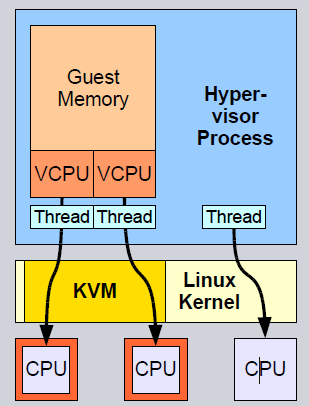 Guest
Memory
Hyper-
visor
Process
VCPU VCPU
Thread Thread Thread
KVM
Linux
Kernel
CPU CPU CPU